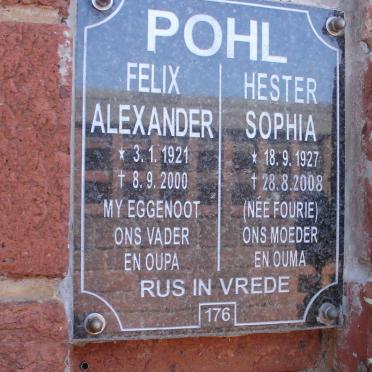 POHL
FELIX
ALEXANDER
★ 3.1.1921
† 8.9.2000
MY EGGENOOT
ONS VADER
EN OUPA
HESTER
SOPHIA
★ 18.9.1927
† 28.8.2008
(NÉE FOURIE)
ONS MOEDER
EN OUMA
RUS IN VREDE
176